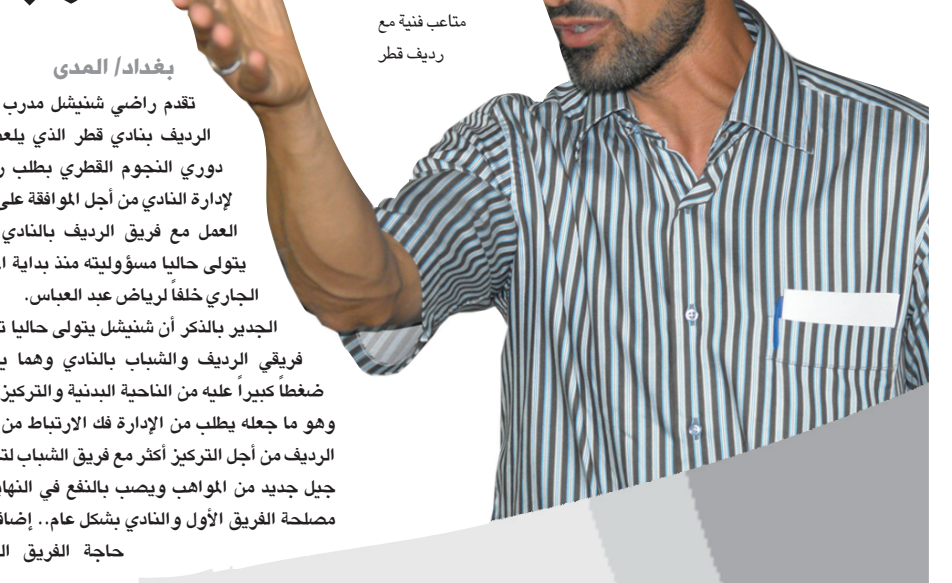 متاعب فنية مع
رديف قطر
بغداد/ المدى
تقدم راضي شنيشل مدرب
الرديف بنادي قطر الذي
دوري النجوم القطري بطلب
لإدارة النادي من أجل الموافقة على
العمل مع فريق الرديف بالنادي
يتولى حاليا مسؤوليته منذ بداية
الجاري خلفاً لرياض عبد العباس.
الجدير بالذكر أن شنيشل يتولى حاليا
فريقي الرديف والشباب بالنادي وهما
ضغطاً كبيراً عليه من الناحية البدنية والتركيز
وهو ما جعله يطلب من الإدارة فك الارتباط من
الرديف من أجل التركيز أكثر مع فريق الشباب
جيل جديد من المواهب ويصب بالنفع في
مصلحة الفريق الأول والنادي بشكل عام..
حاجة الفريق